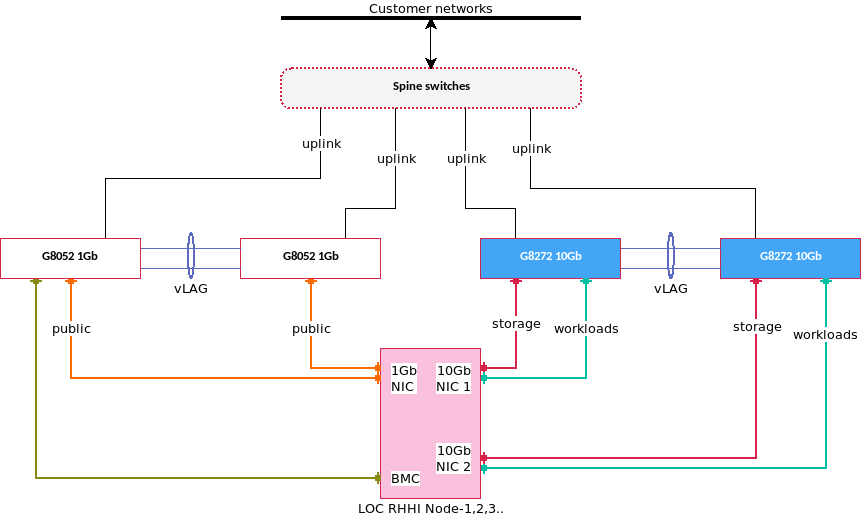 Customer networks
Spine switches
uplink
uplink
uplink
uplink
G8052 1Gb
G8052 1Gb
G8272 10Gb
G8272 10Gb
vLAG
vLAG
public
public
storage
workloads
storage
workloads
1Gb
NIC
10Gb
NIC 1
10Gb
NIC 2
BMC
LOC RHHI Node-1,2,3..